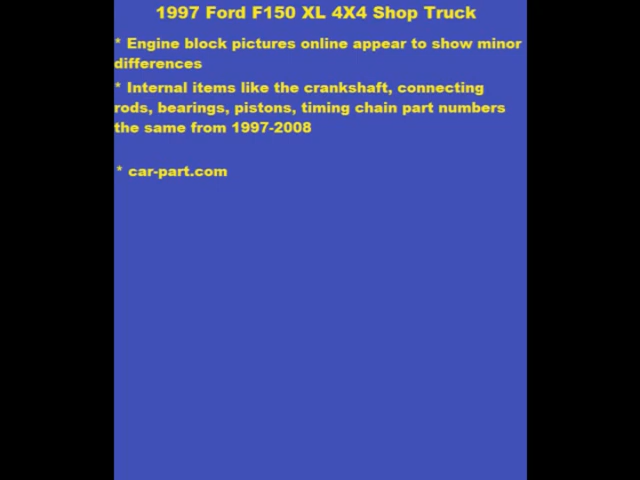 1997 Ford F150 XL 4X4 Shop Truck
* Engine block pictures online appear to show minor
differences
* Internal items like the crankshaft, connecting
rods, bearings, pistons, timing chain part numbers
the same from 1997-2008
* car-part.com